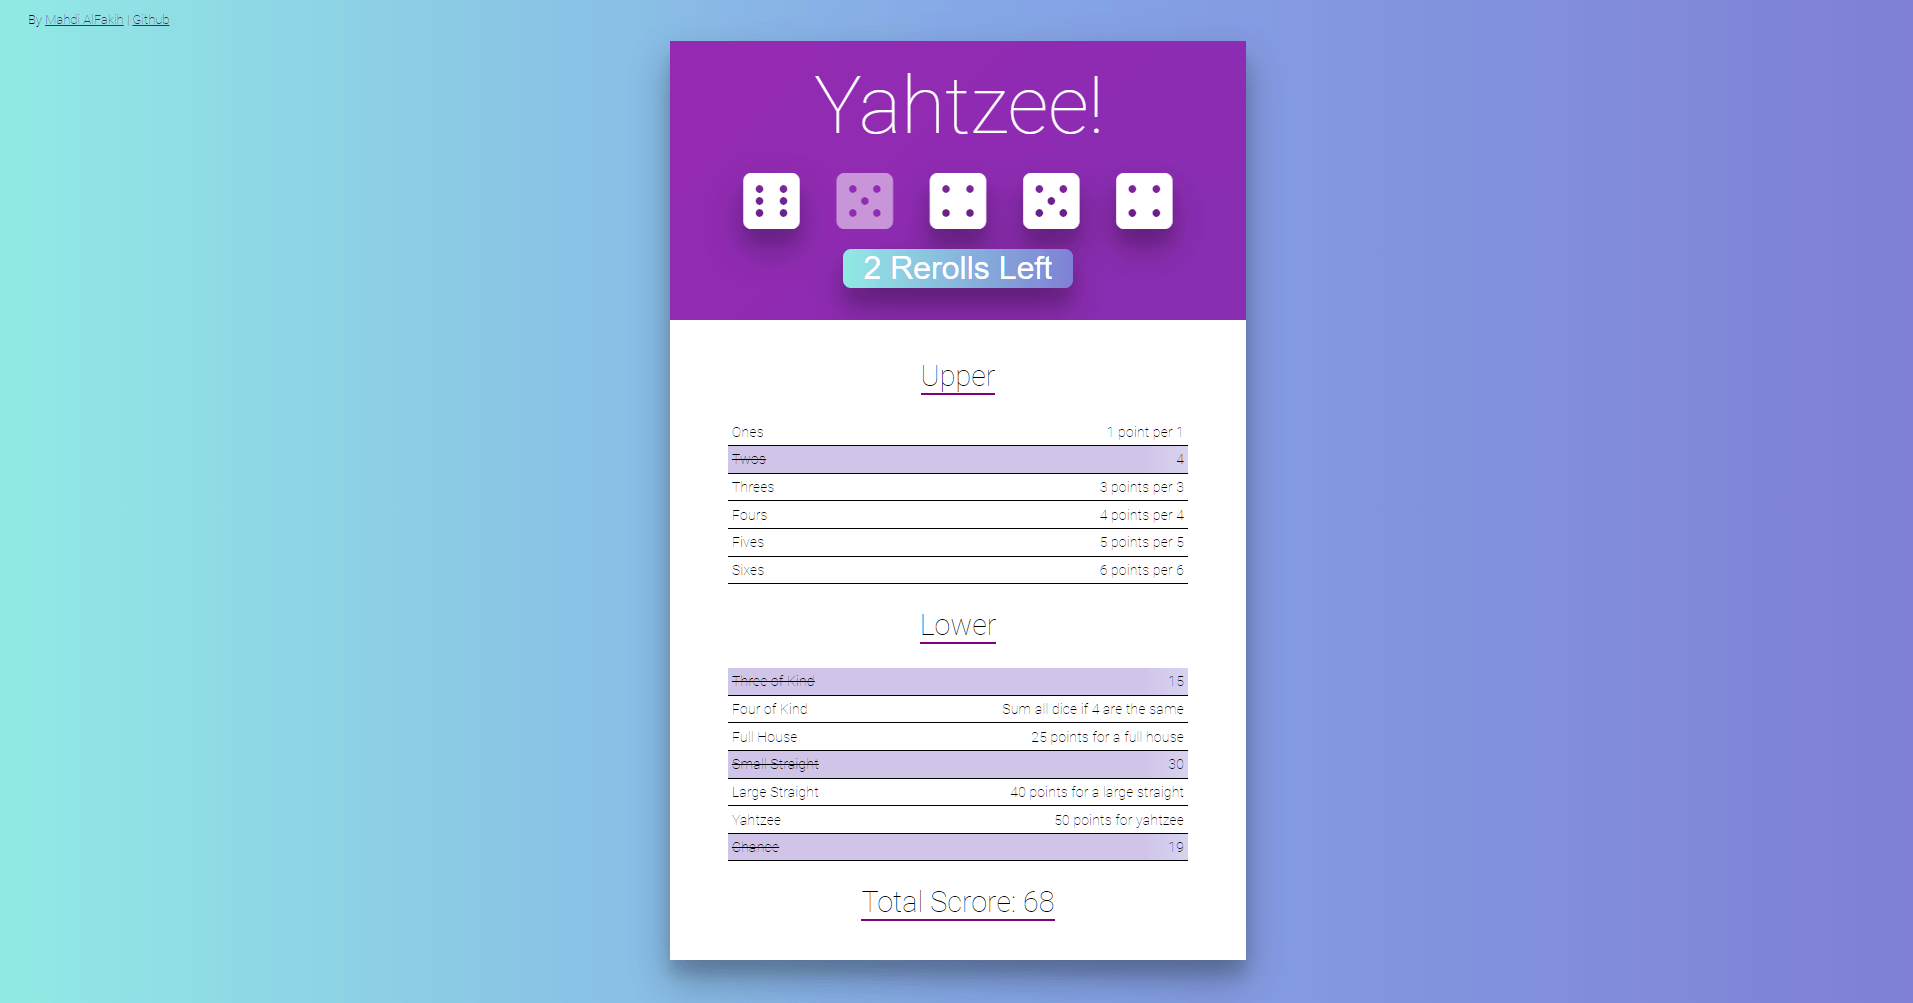 By Mahdi AlFakih | Github
Yahtzee!
2 Rerolls Left
Upper
Ones 1 point per 1
Twos 4
Threes 3 points per 3
Fours 4 points per 4
Fives 5 points per 5
Sixes 6 points per 6
Lower
Three of Kind 15
Four of Kind Sum all dice if 4 are the same
Full House 25 points for a full house
Small Straight 30
Large Straight 40 points for a large straight
Yahtzee 50 points for yahtzee
Chance 19
Total Scrore: 68